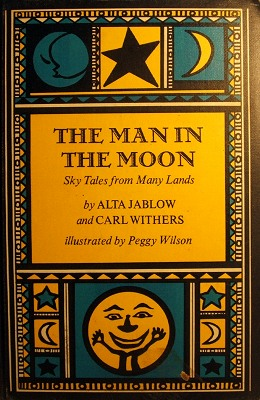 THE MAN IN
THE MOON
Sky Tales from Many Lands
by ALTA JABLOW
and CARL WITHERS
illustrated by Peggy Wilson